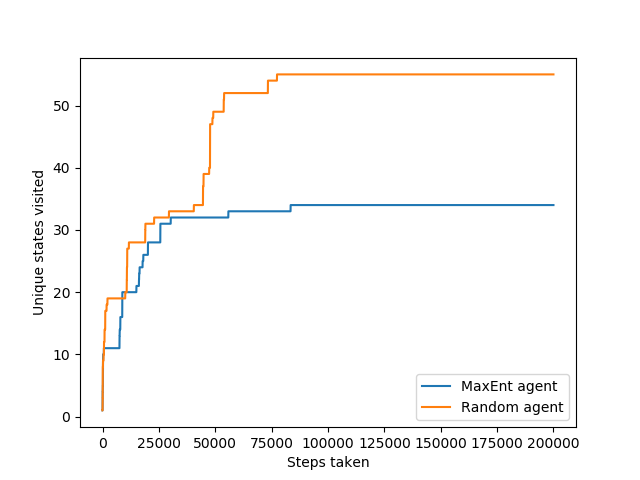 Unique states visited
50
40
30
20
10
0
MaxEnt agent
Random agent
0 25000 50000 75000 100000 125000 150000 175000 200000
Steps taken